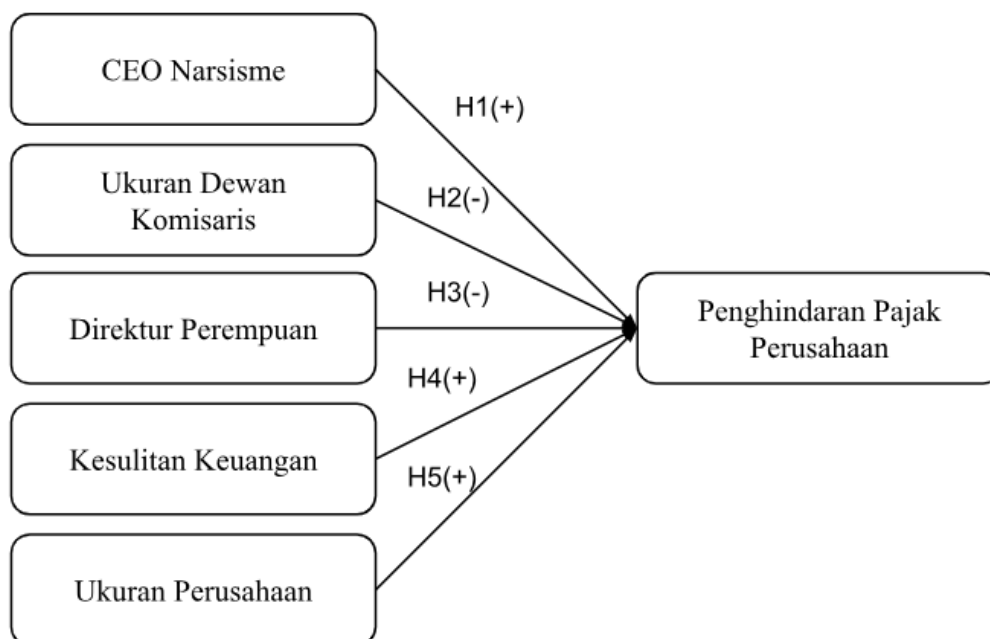 CEO Narsisme
H1(+)
Ukuran Dewan
Komisaris
H2(-)
Direktur Perempuan
H3(-)
Penghindaran Pajak
Perusahaan
H4(+)
Kesulitan Keuangan
H5(+)
Ukuran Perusahaan